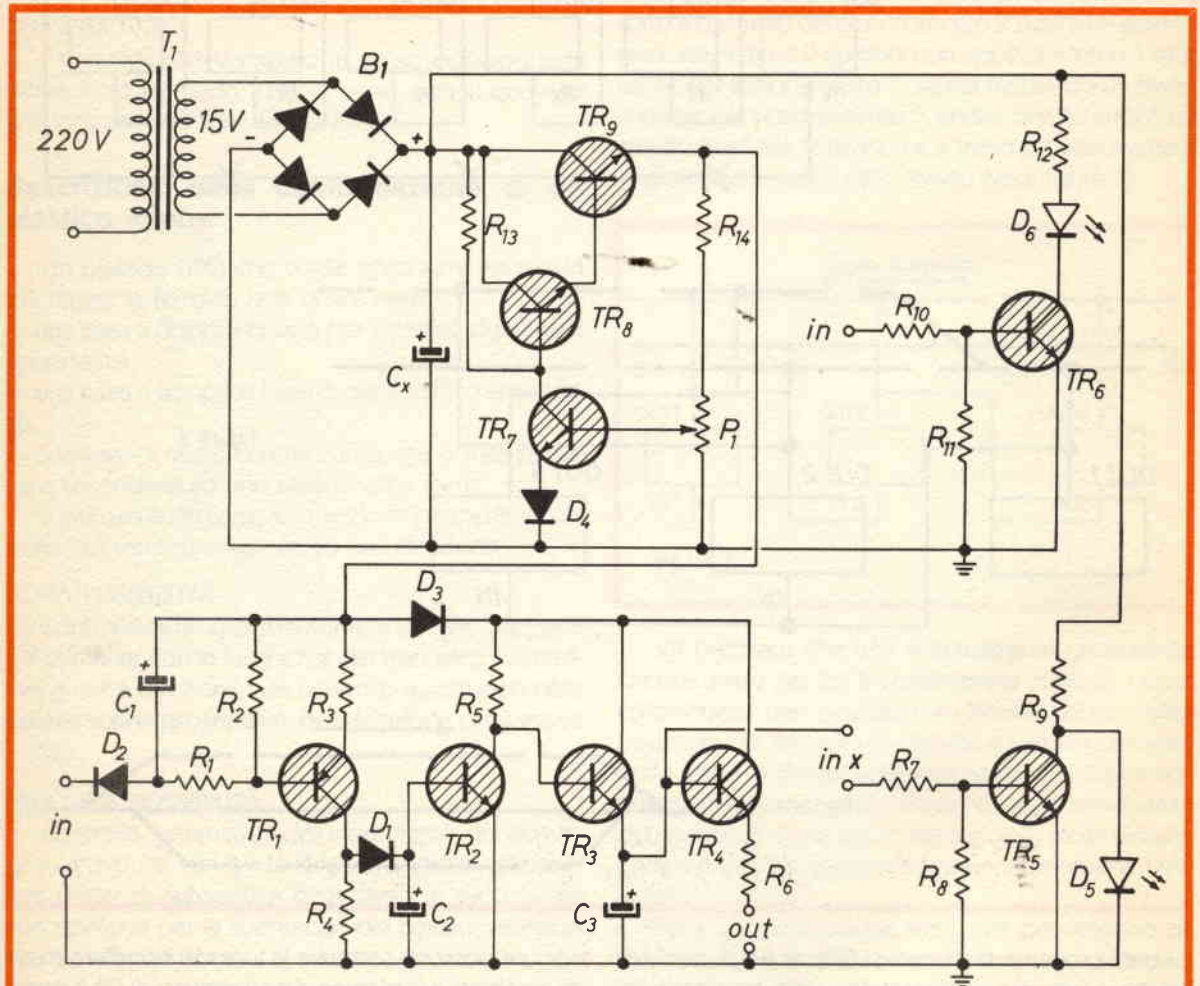 T1
B1
220 V
15V
-
+
TR9
R12
R13
R14
D6
TR8
+
Cx
in
R10
TR6
TR7
P1
R11
D4
D3
+
C1
R2
R3
R5
R9
D2
R1
in x
R7
in
TR1
D1
TR2
TR3
TR4
TR5
R4
+
C2
+
C3
R6
R8
D5
out